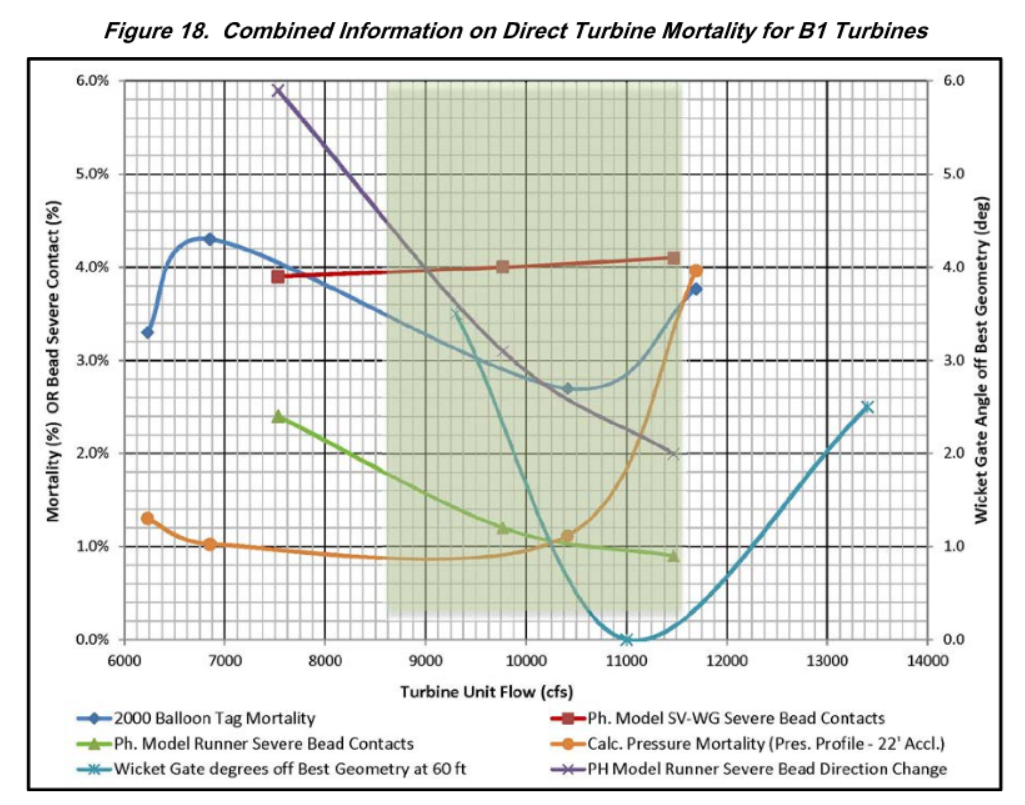 Figure 18.  Combined Information on Direct Turbine Mortality for B1 Turbines
6.0%
5.0%
4.0%
3.0%
2.0%
1.0%
0.0%
Mortality (%)  OR Bead Severe Contact (%)
6.0
5.0
4.0
3.0
2.0
1.0
0.0
Wicket Gate Angle off Best Geometry (deg)
6000 7000 8000 9000 10000 11000 12000 13000 14000
Turbine Unit Flow (cfs)
2000 Balloon Tag Mortality
Ph. Model SV-WG Severe Bead Contacts
Ph. Model Runner Severe Bead Contacts
Calc. Pressure Mortality (Pres. Profile - 22' Accl.)
Wicket Gate degrees off Best Geometry at 60 ft
PH Model Runner Severe Bead Direction Change